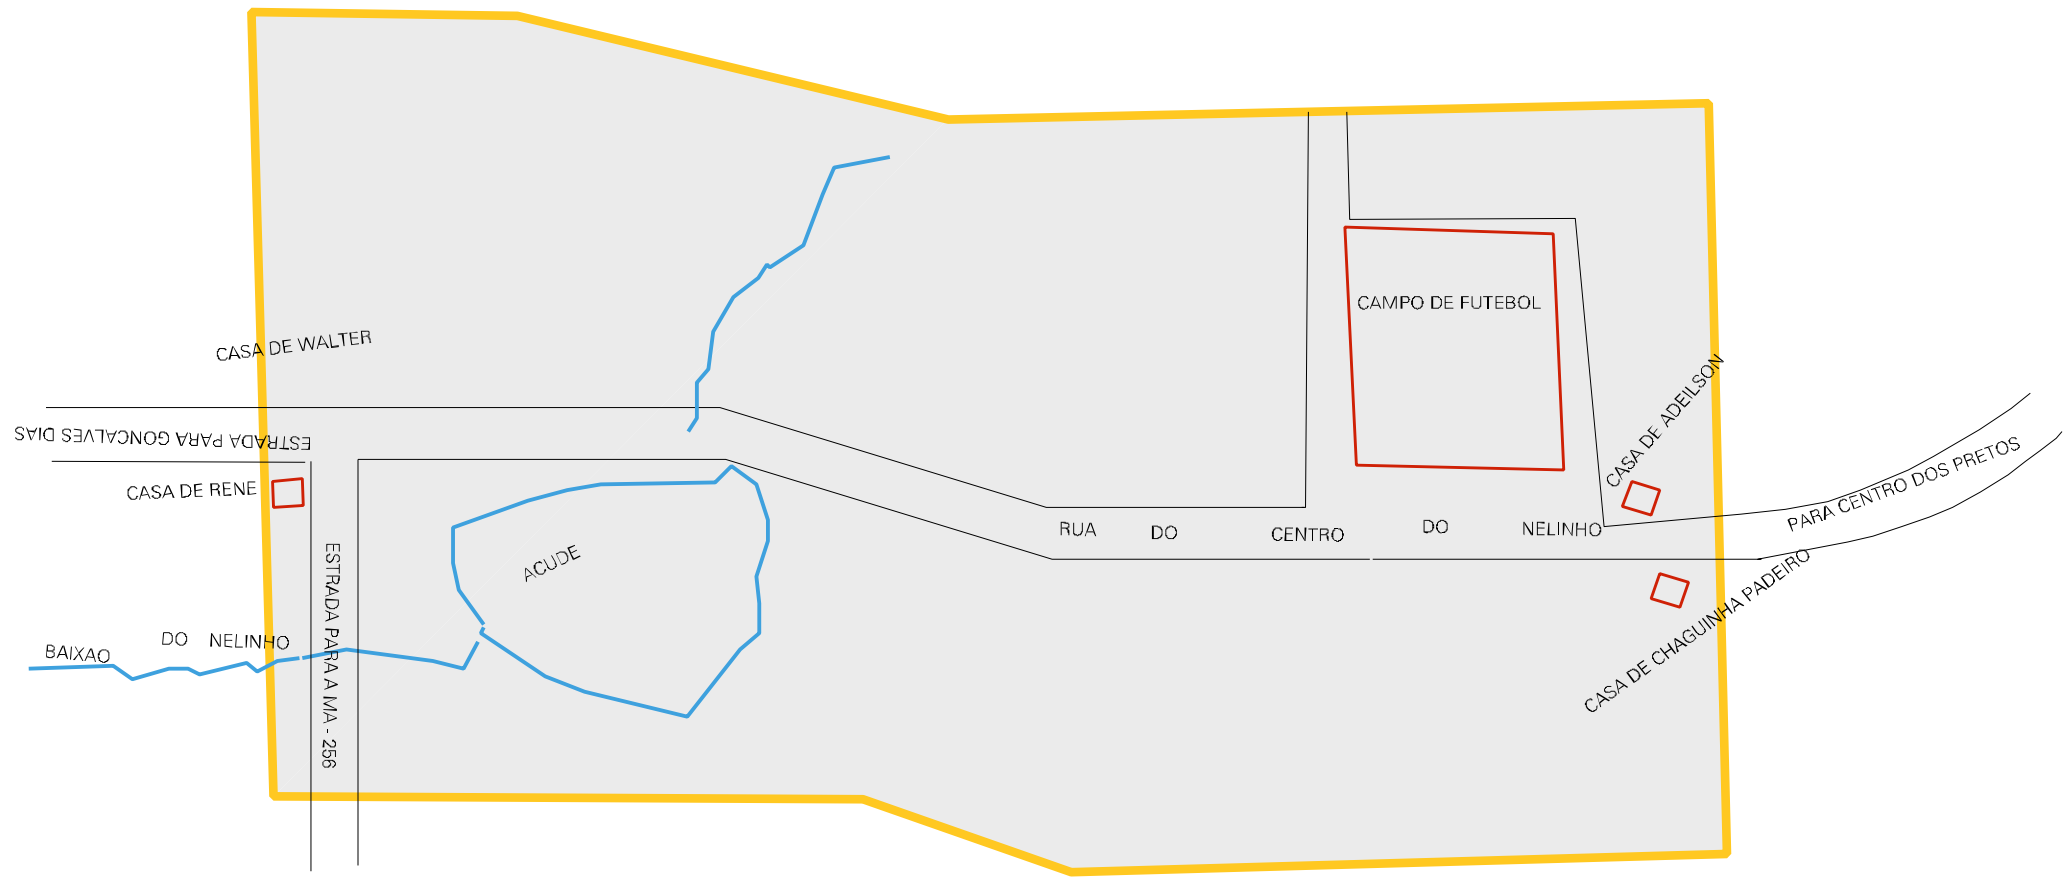 CASA DE WALTER
ESTRADA PARA GONCALVES DIAS
CASA DE RENE
ESTRADA PARA A MA - 256
BAIXAO DO NELINHO
ACUDE
CAMPO DE FUTEBOL
RUA DO CENTRO DO NELINHO
CASA DE ADEILSON
PARA CENTRO DOS PRETOS
CASA DE CHAGUINHA PADEIRO